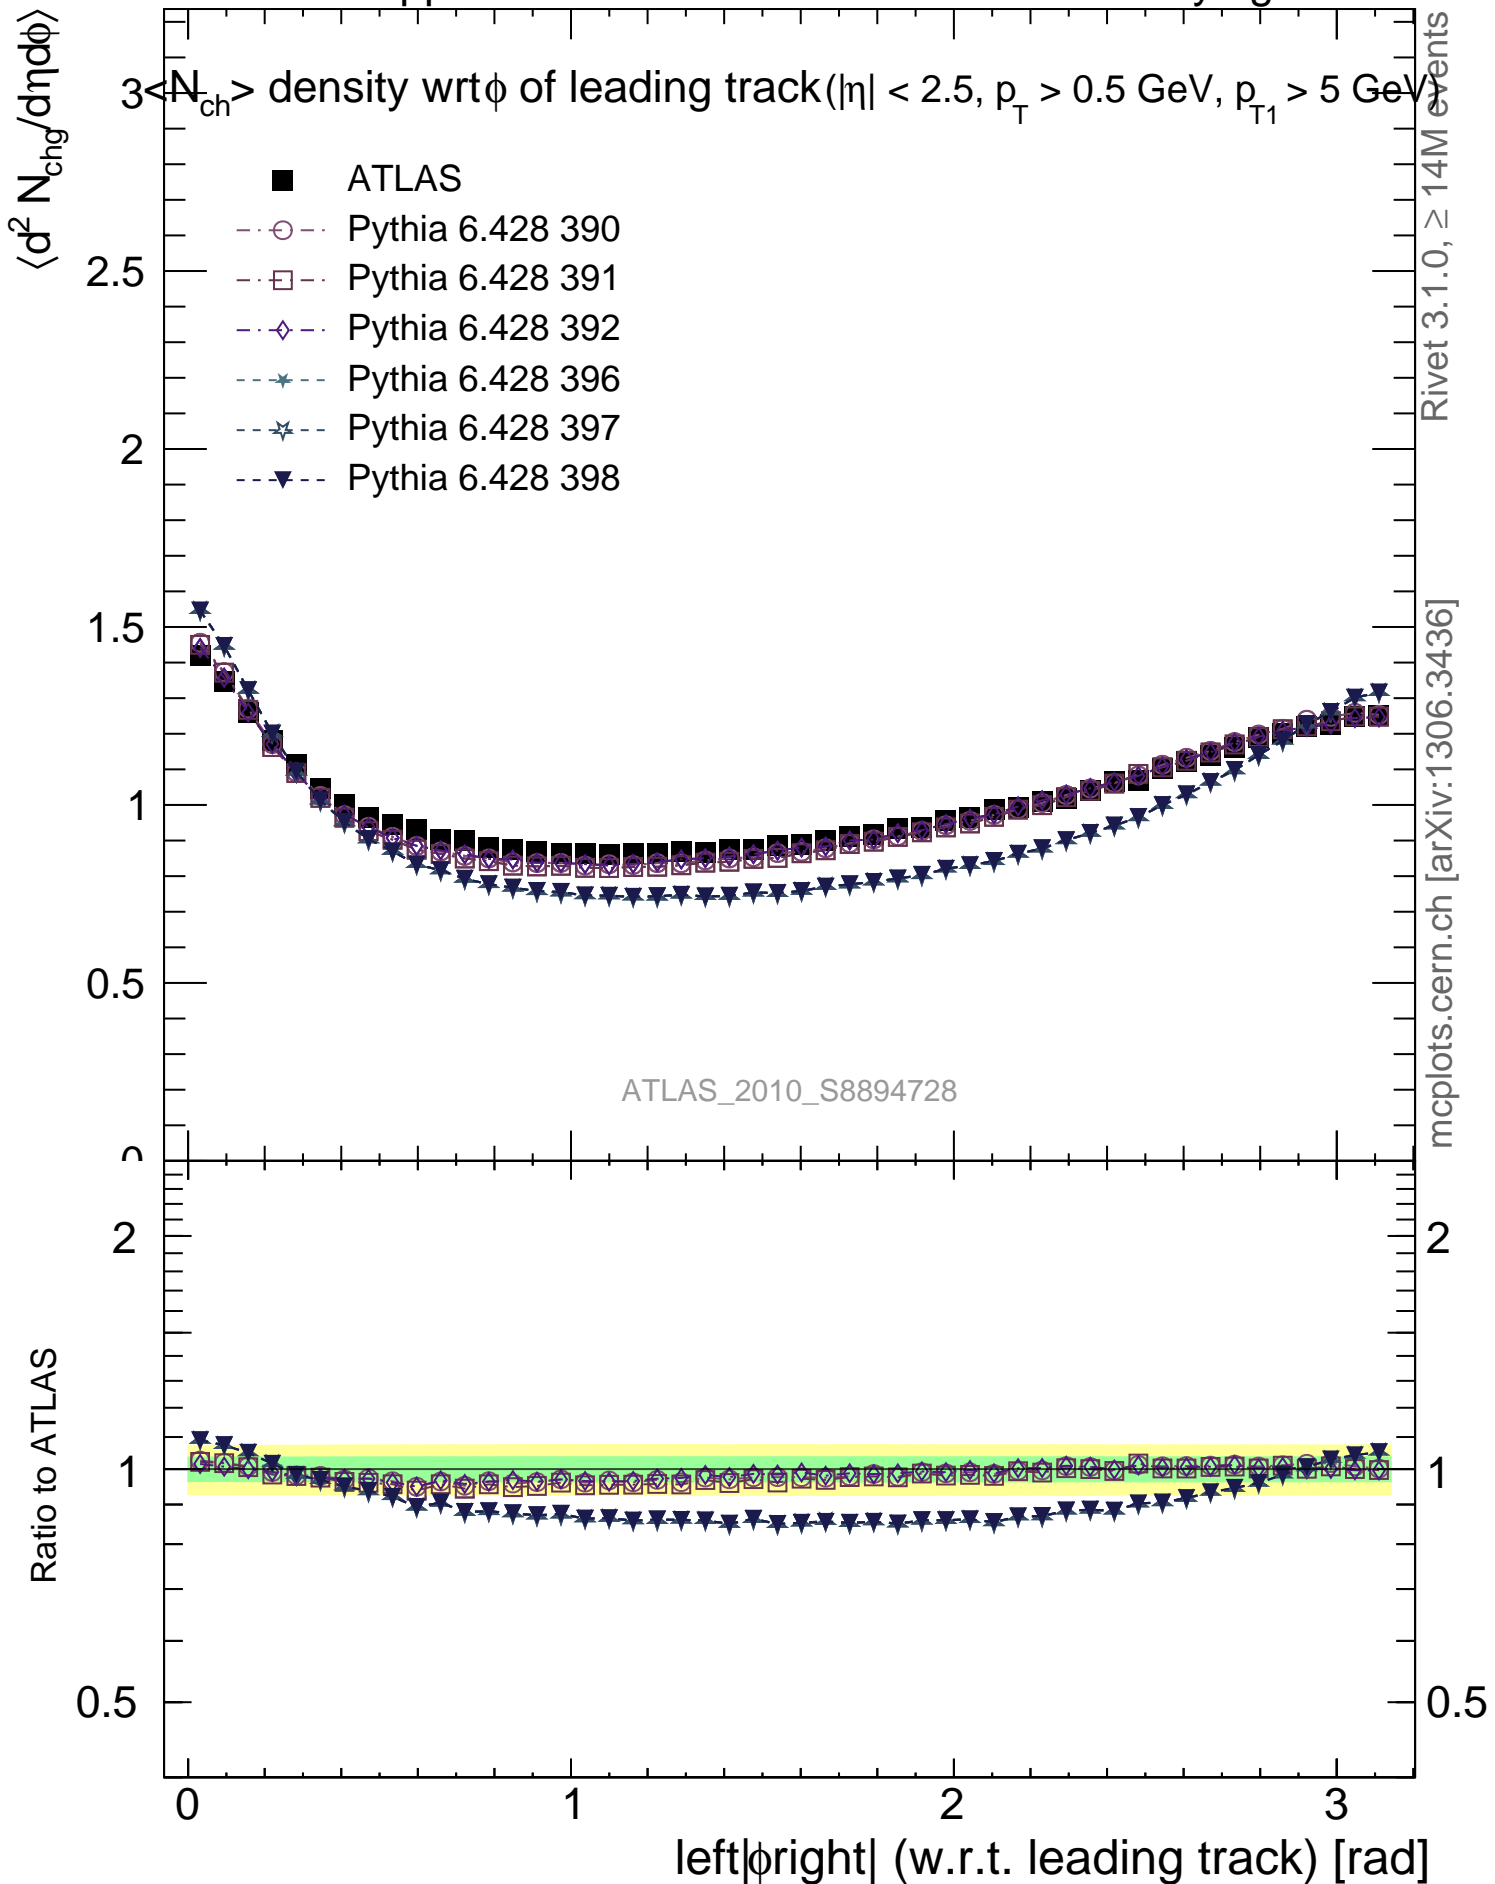 ⟨d² N_chg/dηdϕ⟩
<N_ch> density wrtϕ of leading track(|η| < 2.5, p_T > 0.5 GeV, p_T1 > 5 GeV)
ATLAS
Pythia 6.428 390
Pythia 6.428 391
Pythia 6.428 392
Pythia 6.428 396
Pythia 6.428 397
Pythia 6.428 398
3
2.5
2
1.5
1
0.5
0
ATLAS_2010_S8894728
Rivet 3.1.0, ≥ 14M events
mcplots.cern.ch [arXiv:1306.3436]
Ratio to ATLAS
2
1
0.5
2
1
0.5
0 1 2 3
left|ϕright| (w.r.t. leading track) [rad]